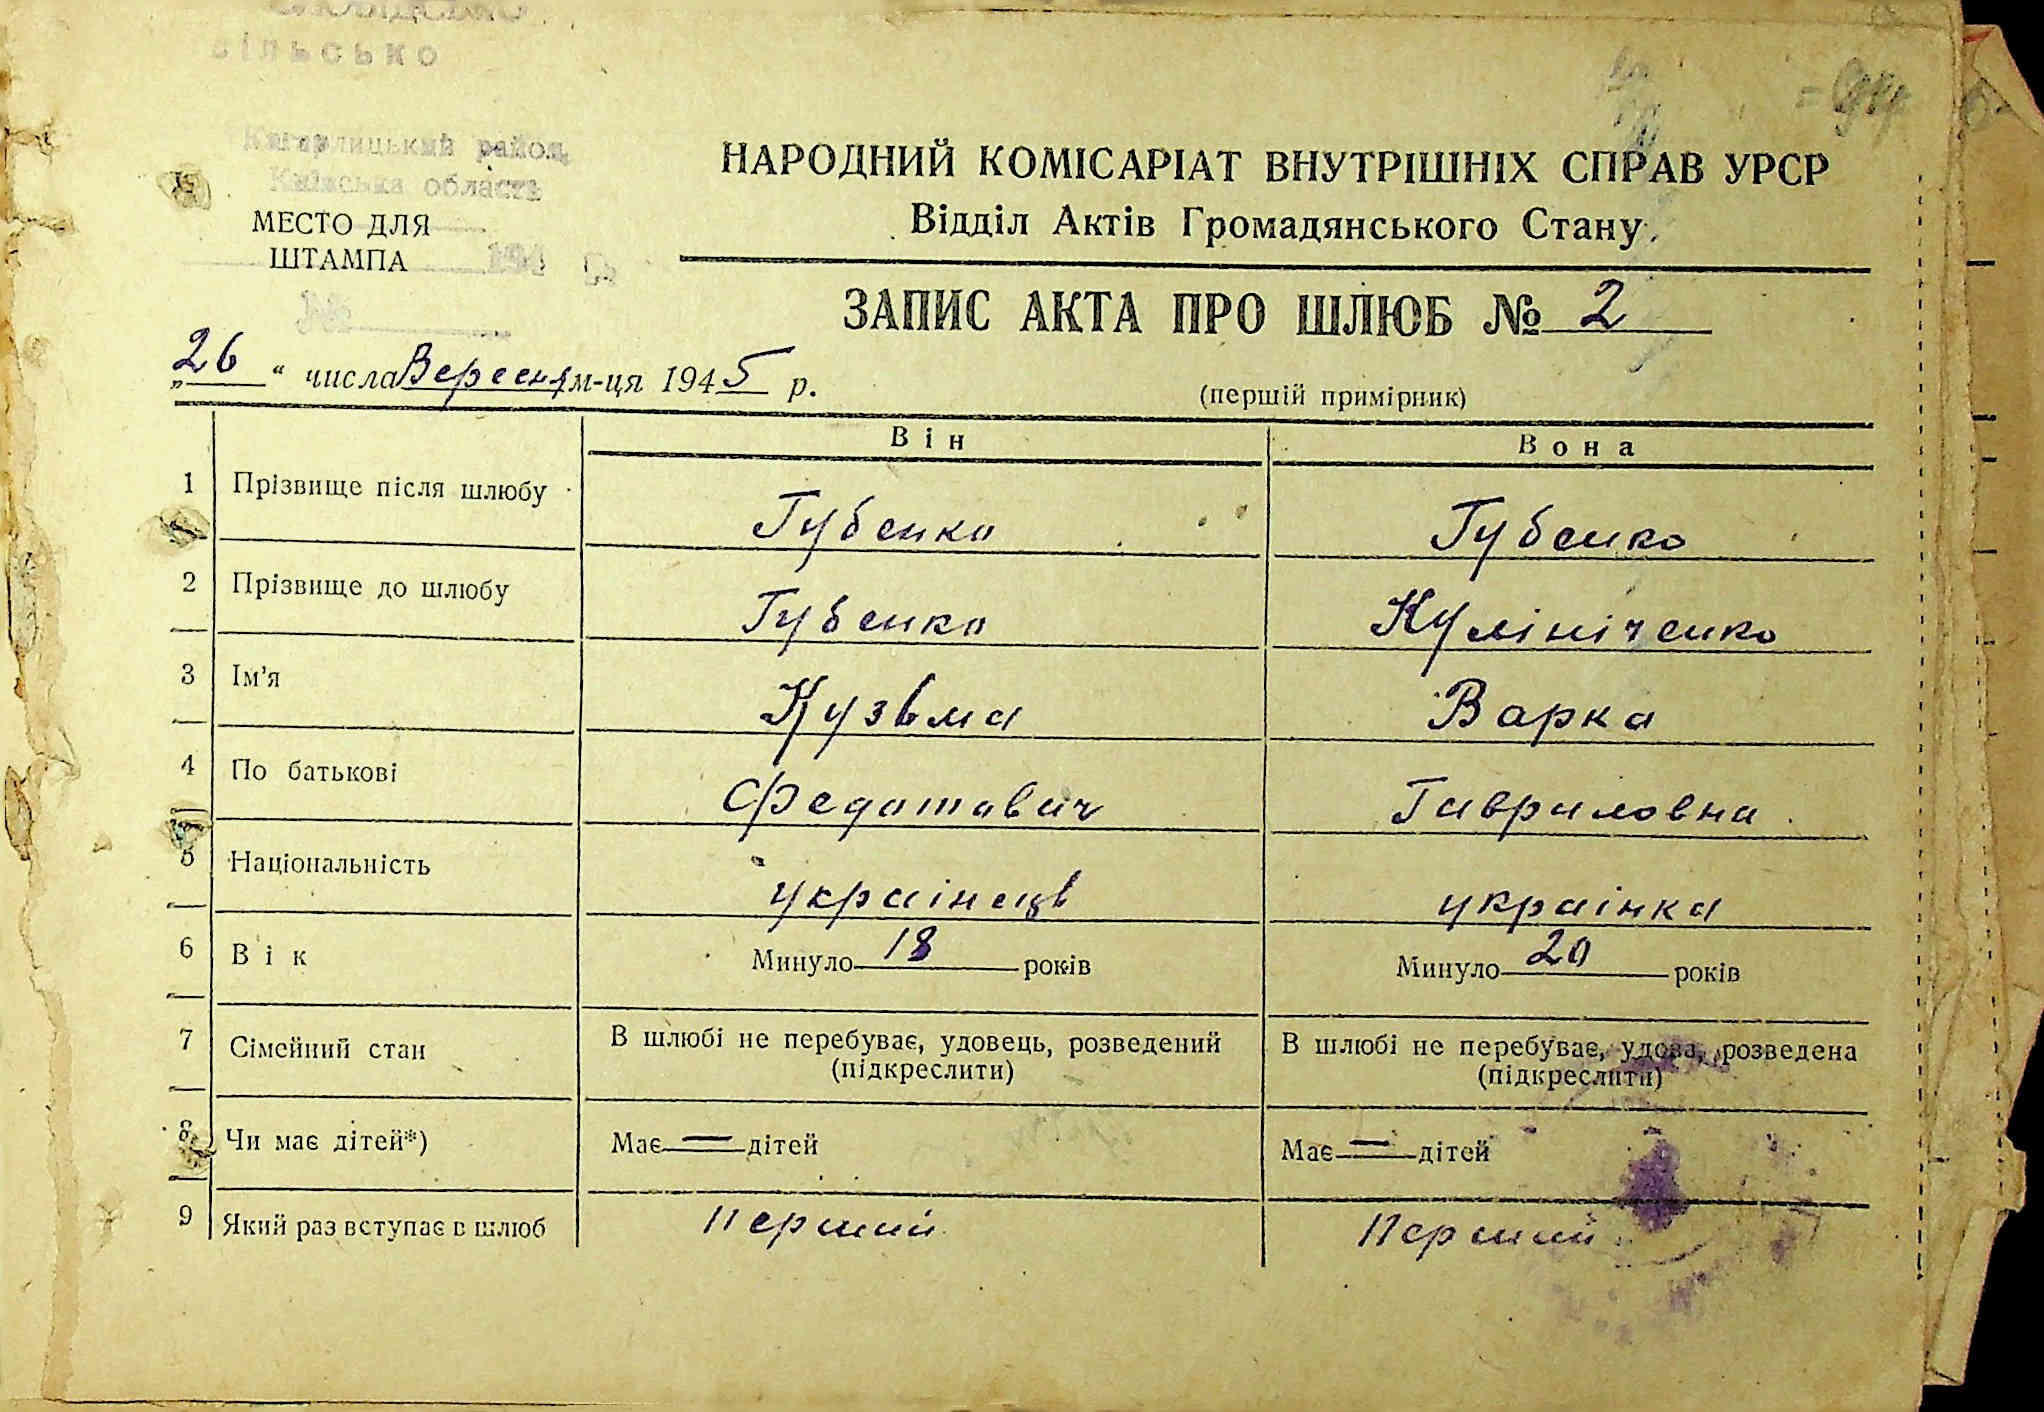 сільсько
Кагарлицький район,
Київська область
МЕСТО ДЛЯ
ШТАМПА 194
№
НАРОДНИЙ КОМІСАРІАТ ВНУТРІШНІХ СПРАВ УРСР
Відділ Актів Громадянського Стану
ЗАПИС АКТА ПРО ШЛЮБ № 2
„26“ числа Вересня м-ця 1945 р.
(першій примірник)
Він Вона
1 Прізвище після шлюбу Губенко Губенко
2 Прізвище до шлюбу Губенко Кулініченко
3 Ім’я Кузьма Варка
4 По батькові Федотович Гавриловна
5 Національність українець українка
6 Вік Минуло 18 років Минуло 20 років
7 Сімейний стан В шлюбі не перебуває, удовець, розведений В шлюбі не перебуває, удова, розведена
(підкреслити) (підкреслити)
8 Чи має дітей*) Має — дітей Має — дітей
9 Який раз вступає в шлюб Перший Перший